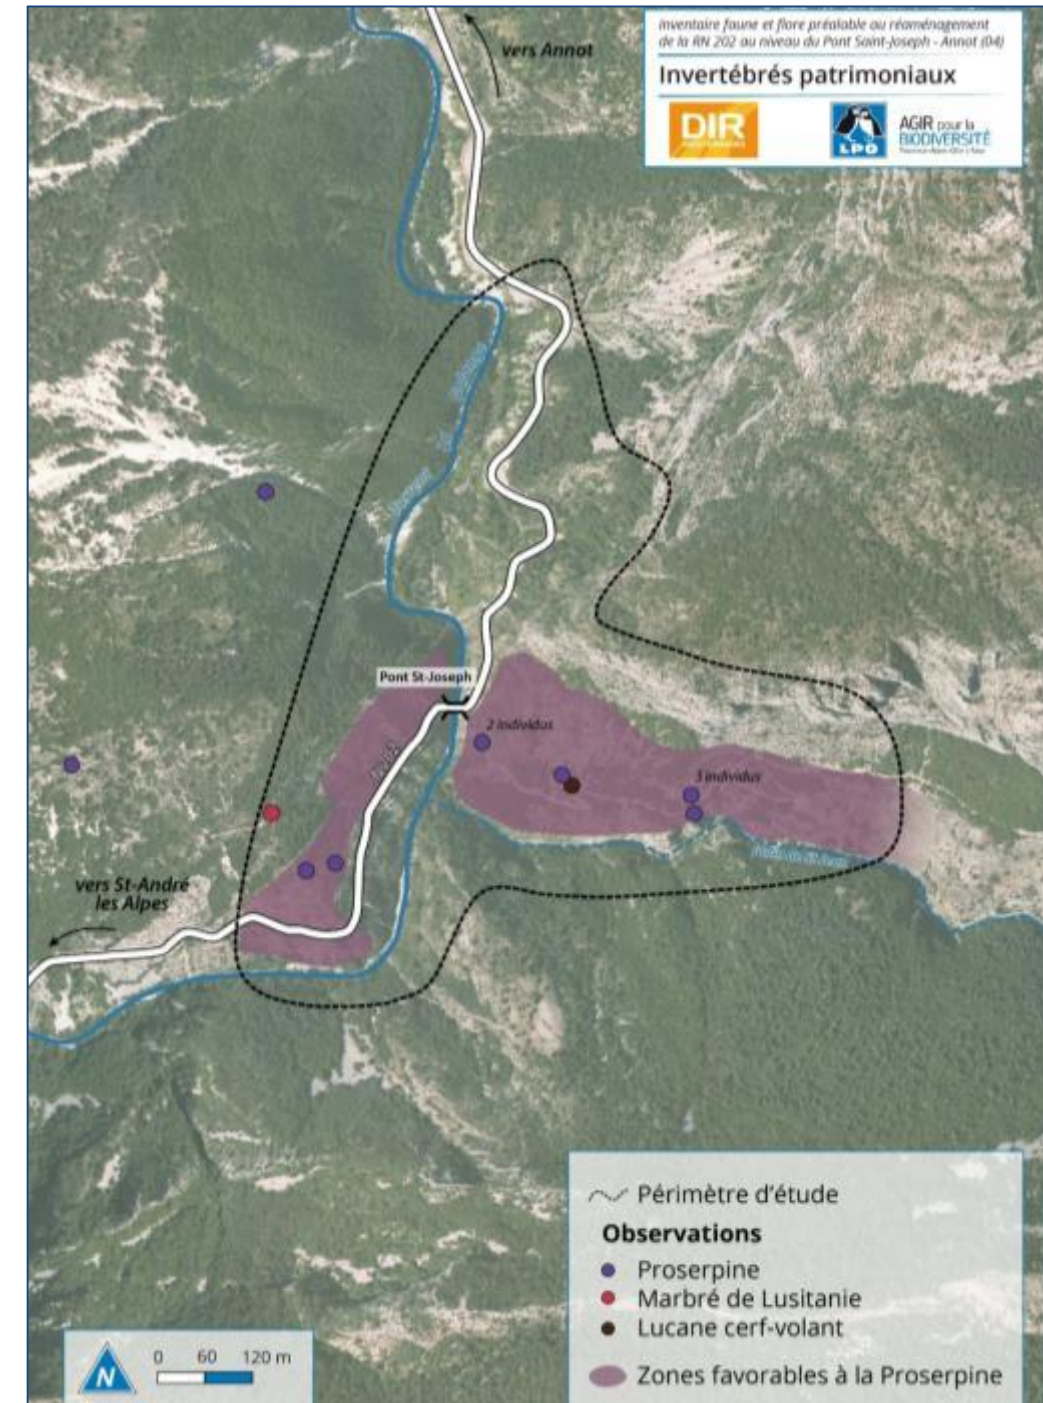 Inventaire faune et flore préalable au réaménagement
de la RN 202 au niveau du Pont Saint-Joseph - Annot (04)
Invertébrés patrimoniaux
DIR
LPO
AGIR pour la
BIODIVERSITÉ
vers Annot
Pont St-Joseph
2 individus
3 individus
vers St-André
les Alpes
Périmètre d'étude
Observations
Proserpine
Marbré de Lusitanie
Lucane cerf-volant
Zones favorables à la Proserpine
N
0 60 120 m